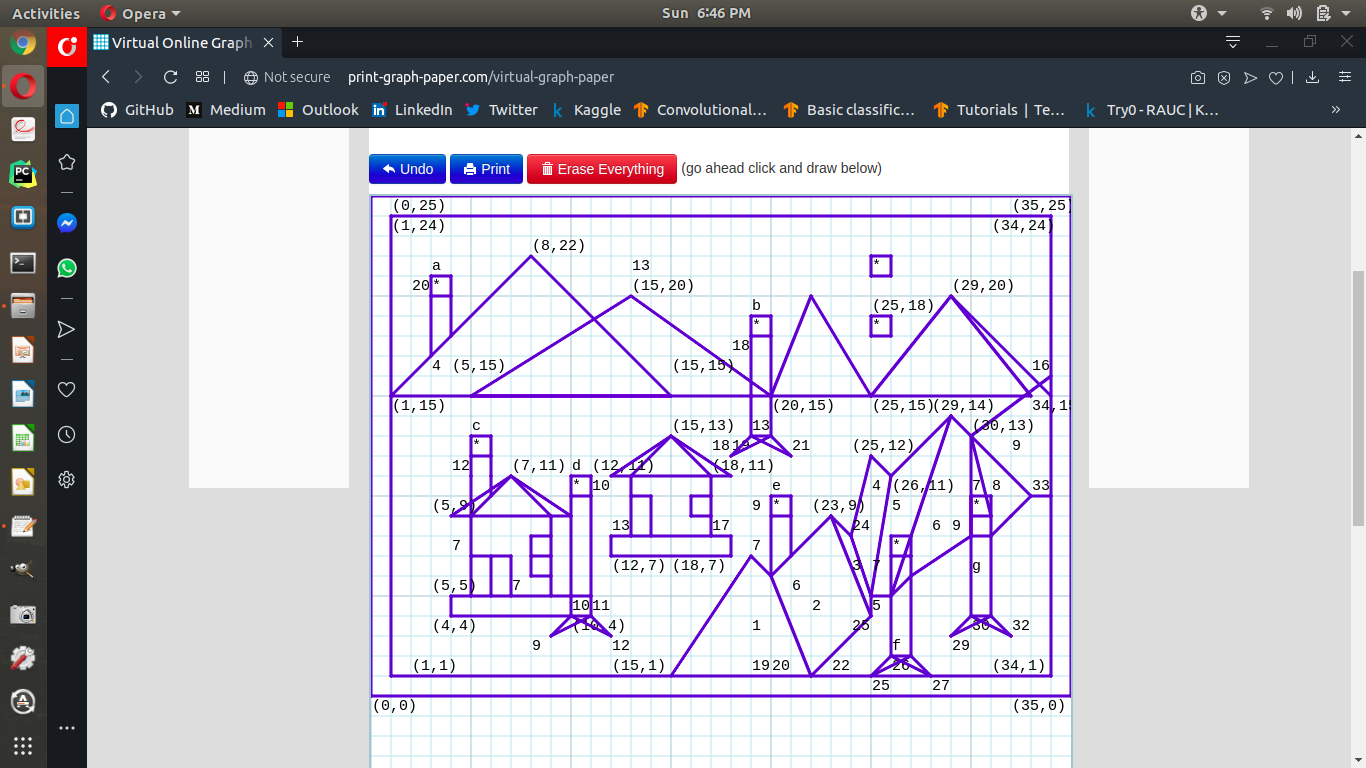 Activities Opera Sun 6:46 PM
Virtual Online Graph
Not secure print-graph-paper.com/virtual-graph-paper
GitHub Medium Outlook LinkedIn Twitter Kaggle Convolutional... Basic classific... Tutorials | Te... Try0 - RAUC | K... »
Undo Print Erase Everything (go ahead click and draw below)
(0,25) (35,25)
(1,24) (34,24)
(8,22)
a 13 *
20 * (15,20) (29,20)
b (25,18)
* *
18
4 (5,15) (15,15) 16
(1,15) (20,15) (25,15) (29,14) 34,15
c (15,13) 13 (30,13)
* 18 19 21 (25,12) 9
12 (7,11) d (12,11) (18,11)
* 10 e 4 (26,11) 7 8 33
(5,9) 9 * (23,9) 5 *
13 17 24 6 9
7 7 *
(12,7) (18,7) 3 7 g
(5,5) 7 6
10 11 2 5
(4,4) (10,4) 1 25 30 32
9 12 f 29
(1,1) (15,1) 19 20 22 26 (34,1)
25 27
(0,0) (35,0)